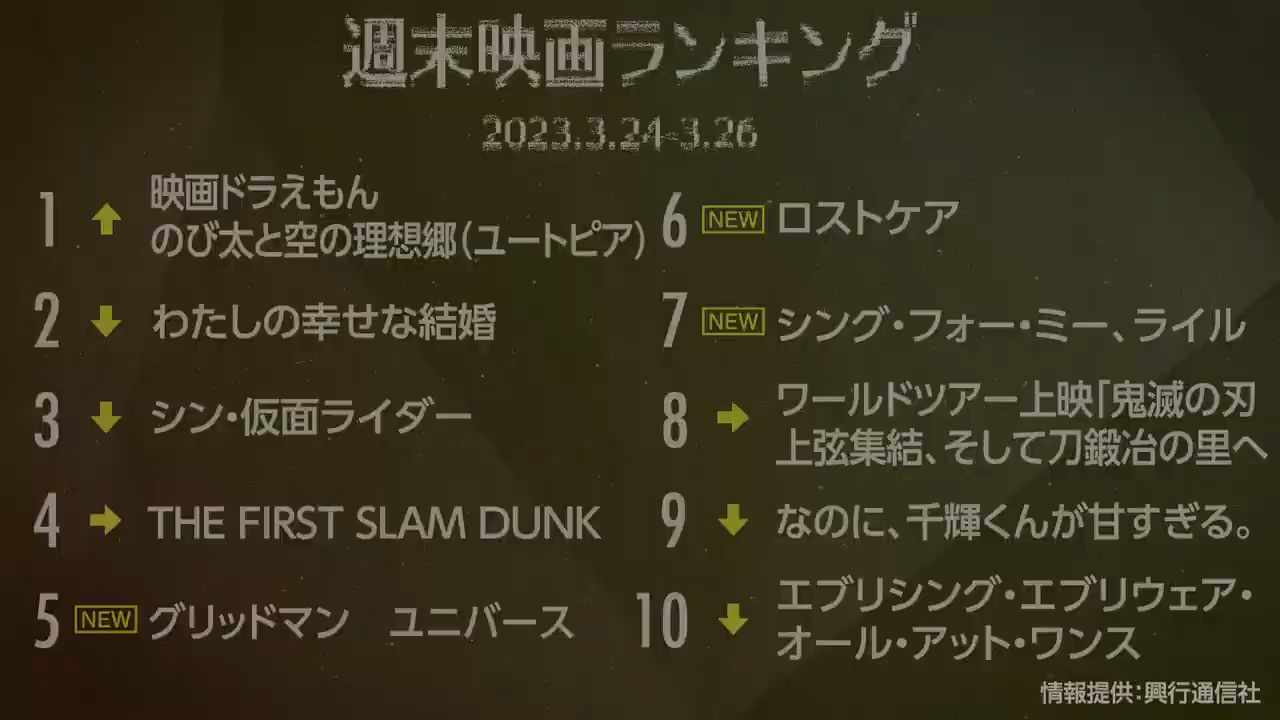 週末映画ランキング
2023.3.24-3.26
1 映画ドラえもん
のび太と空の理想郷(ユートピア)
2 わたしの幸せな結婚
3 シン・仮面ライダー
4 THE FIRST SLAM DUNK
5 NEW グリッドマン　ユニバース
6 NEW ロストケア
7 NEW シング・フォー・ミー、ライル
8 ワールドツアー上映「鬼滅の刃
上弦集結、そして刀鍛冶の里へ
9 なのに、千輝くんが甘すぎる。
10 エブリシング・エブリウェア・
オール・アット・ワンス
情報提供:興行通信社